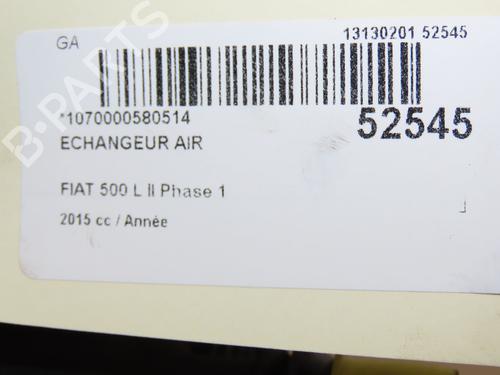 GA
13130201 52545
*1070000580514
52545
ECHANGEUR AIR
FIAT 500 L II Phase 1
2015 cc / Année
B-PARTS